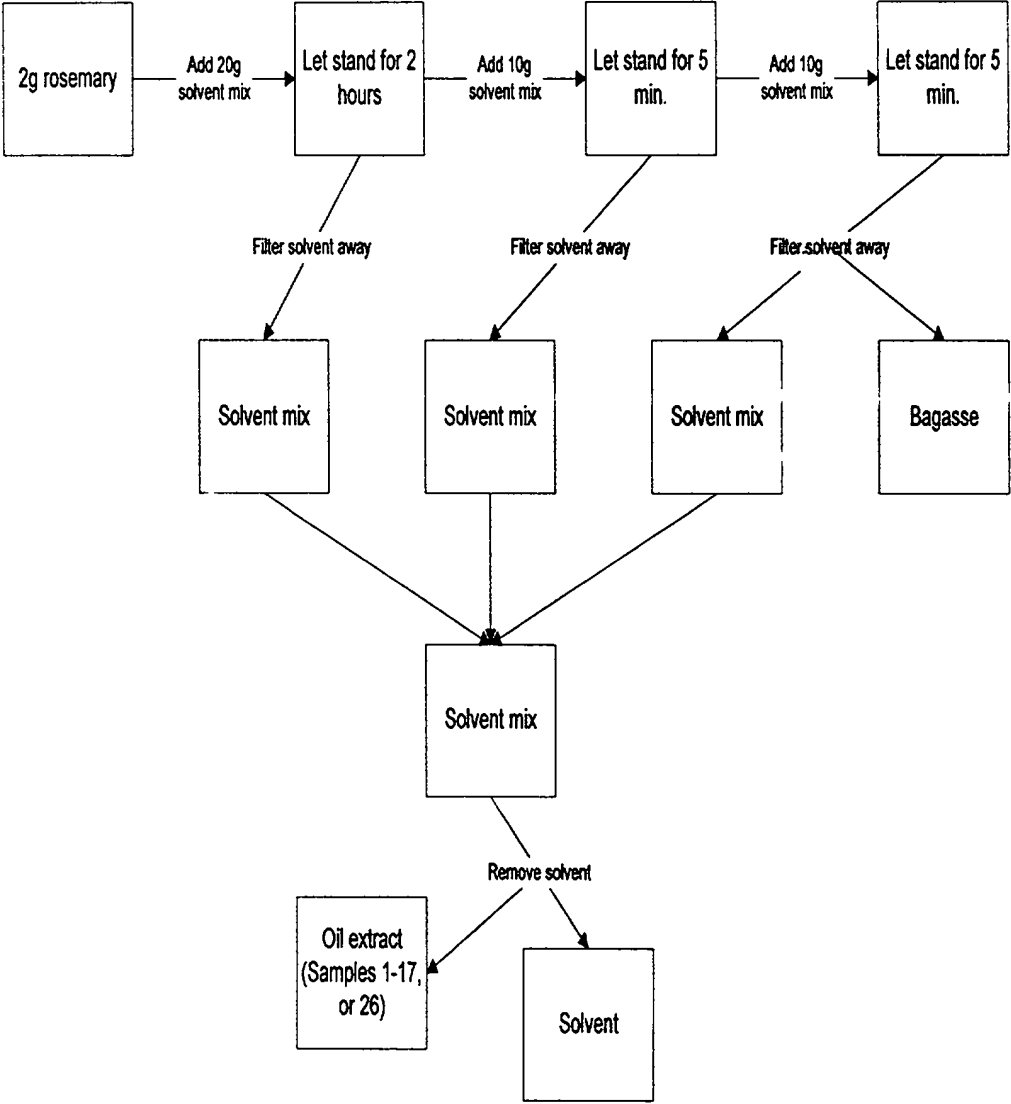 2g rosemary
Add 20g
solvent mix
Let stand for 2
hours
Add 10g
solvent mix
Let stand for 5
min.
Add 10g
solvent mix
Let stand for 5
min.
Filter solvent away
Filter solvent away
Filter solvent away
Solvent mix
Solvent mix
Solvent mix
Bagasse
Solvent mix
Remove solvent
Oil extract
(Samples 1-17,
or 26)
Solvent